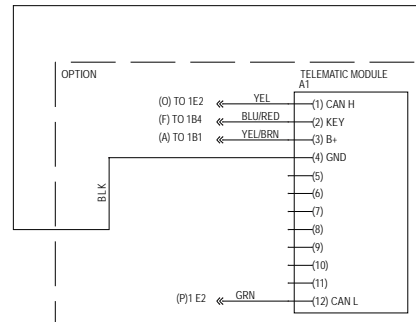 OPTION
TELEMATIC MODULE
A1
(O) TO 1E2 YEL (1) CAN H
(F) TO 1B4 BLU/RED (2) KEY
(A) TO 1B1 YEL/BRN (3) B+
(4) GND
BLK
(5)
(6)
(7)
(8)
(9)
(10)
(11)
(P)1 E2 GRN (12) CAN L